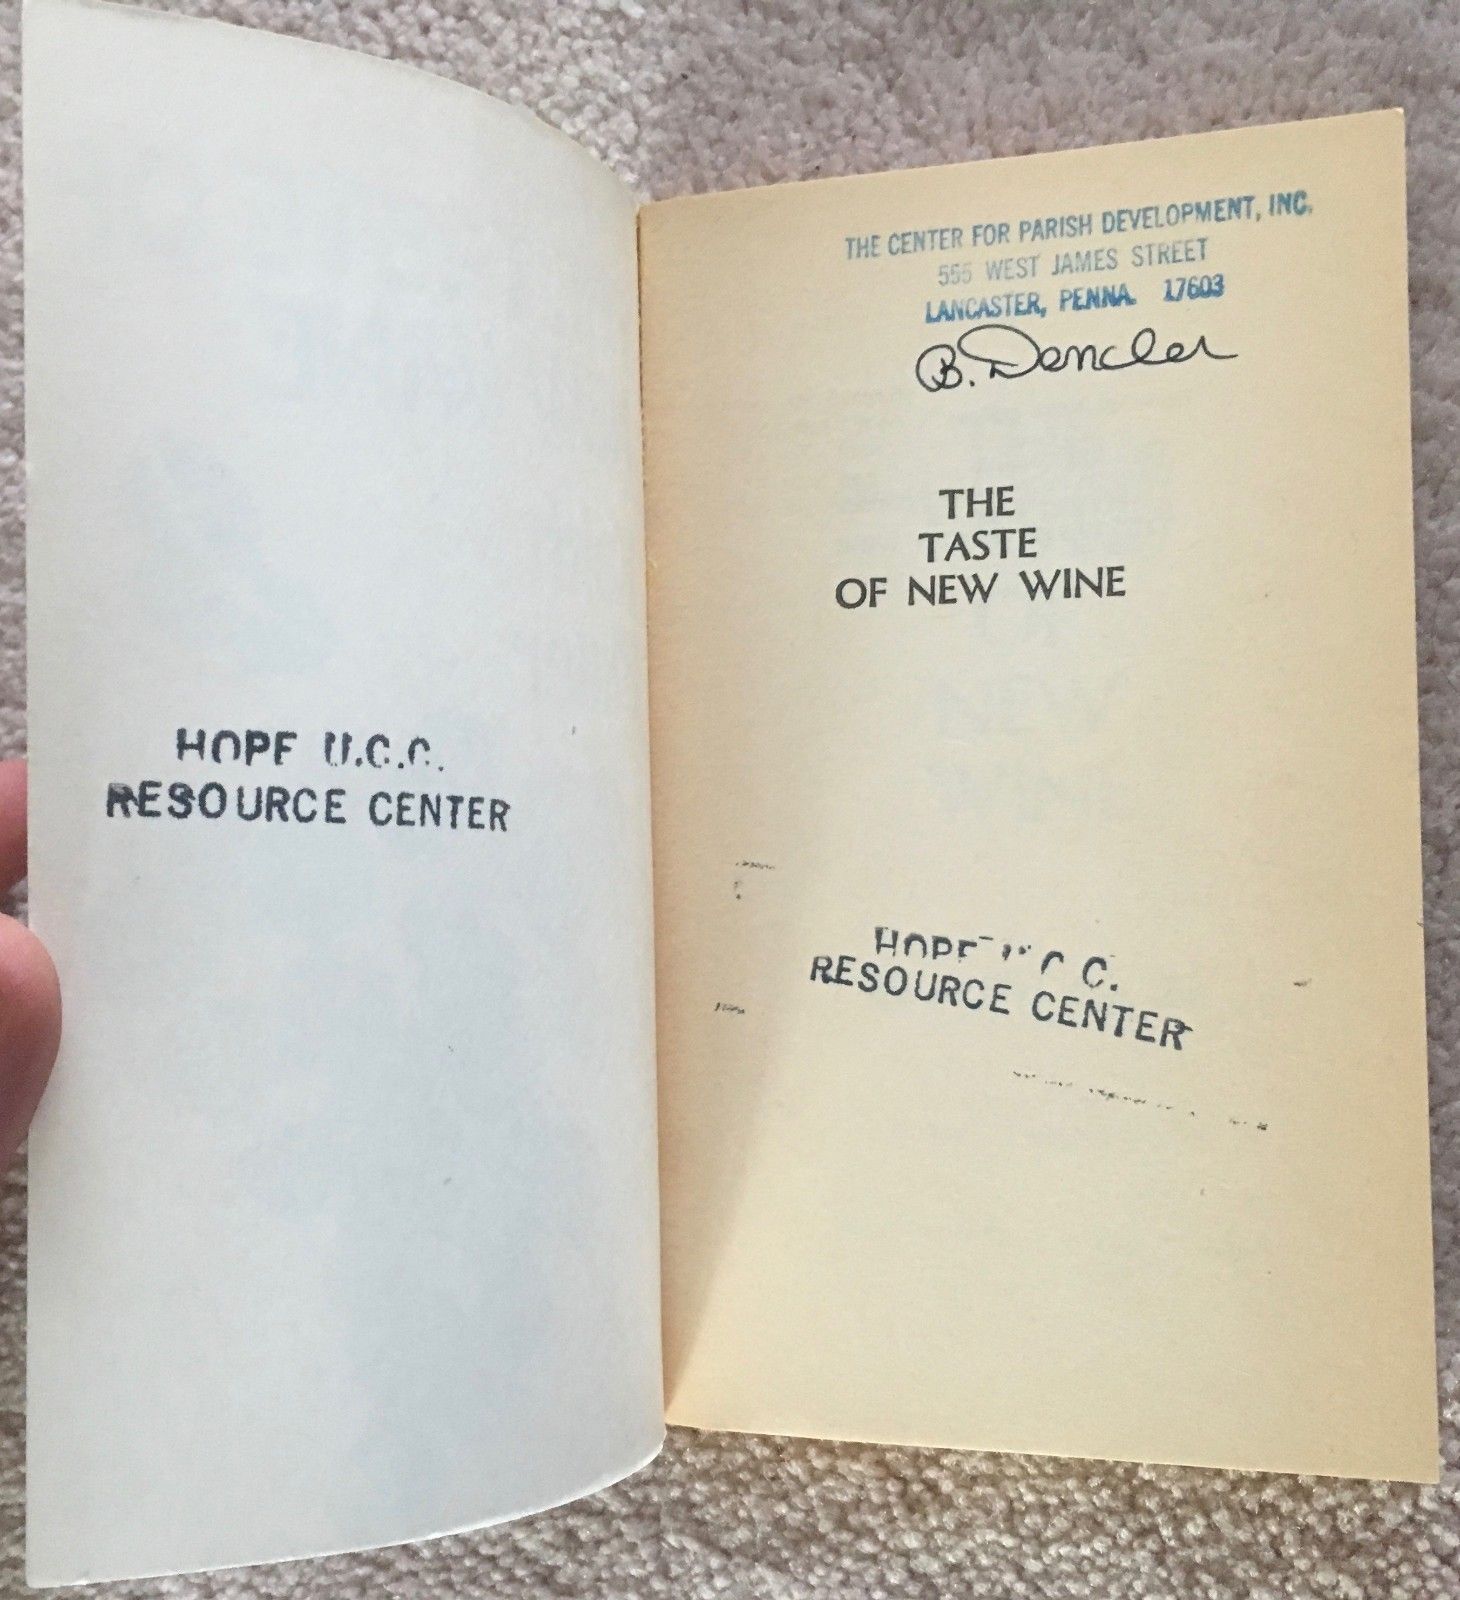 HOPE U.C.C.
RESOURCE CENTER
THE CENTER FOR PARISH DEVELOPMENT, INC.
555 WEST JAMES STREET
LANCASTER, PENNA. 17603
B. Dencler
THE
TASTE
OF NEW WINE
HOPE U.C.C.
RESOURCE CENTER